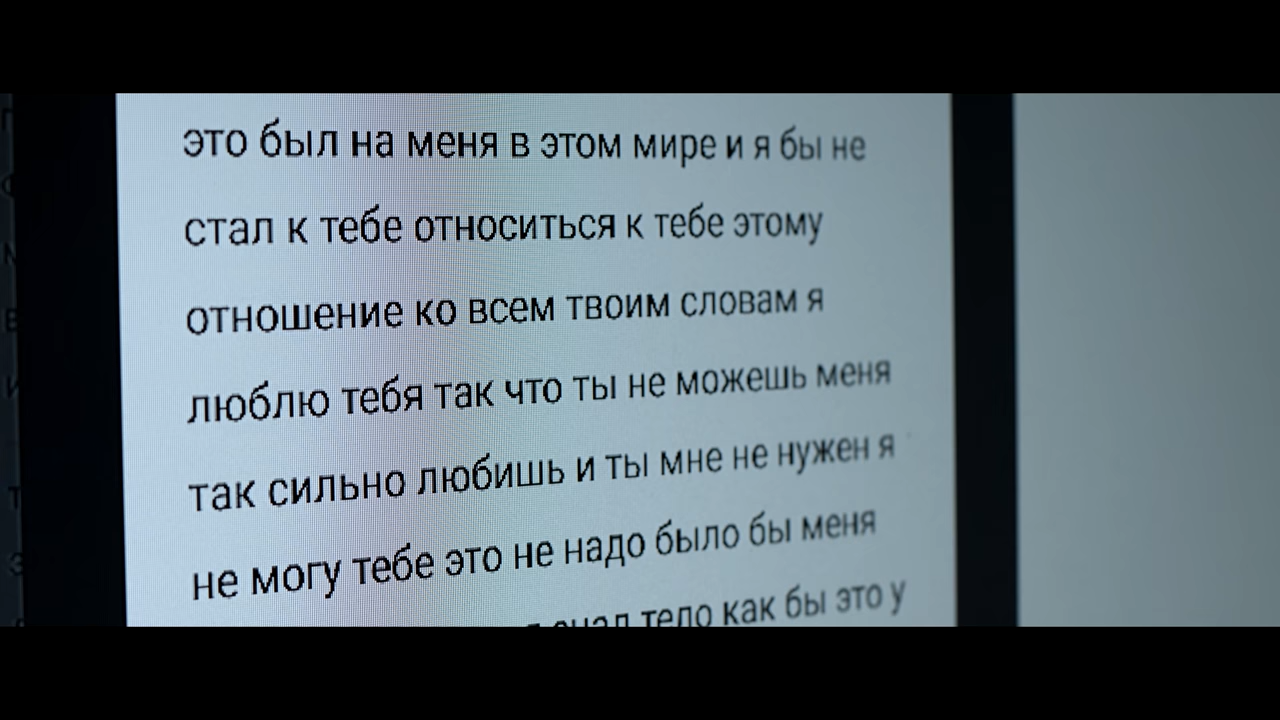 это был на меня в этом мире и я бы не
стал к тебе относиться к тебе этому
отношение ко всем твоим словам я
люблю тебя так что ты не можешь меня
так сильно любишь и ты мне не нужен я
не могу тебе это не надо было бы меня
тело как бы это у